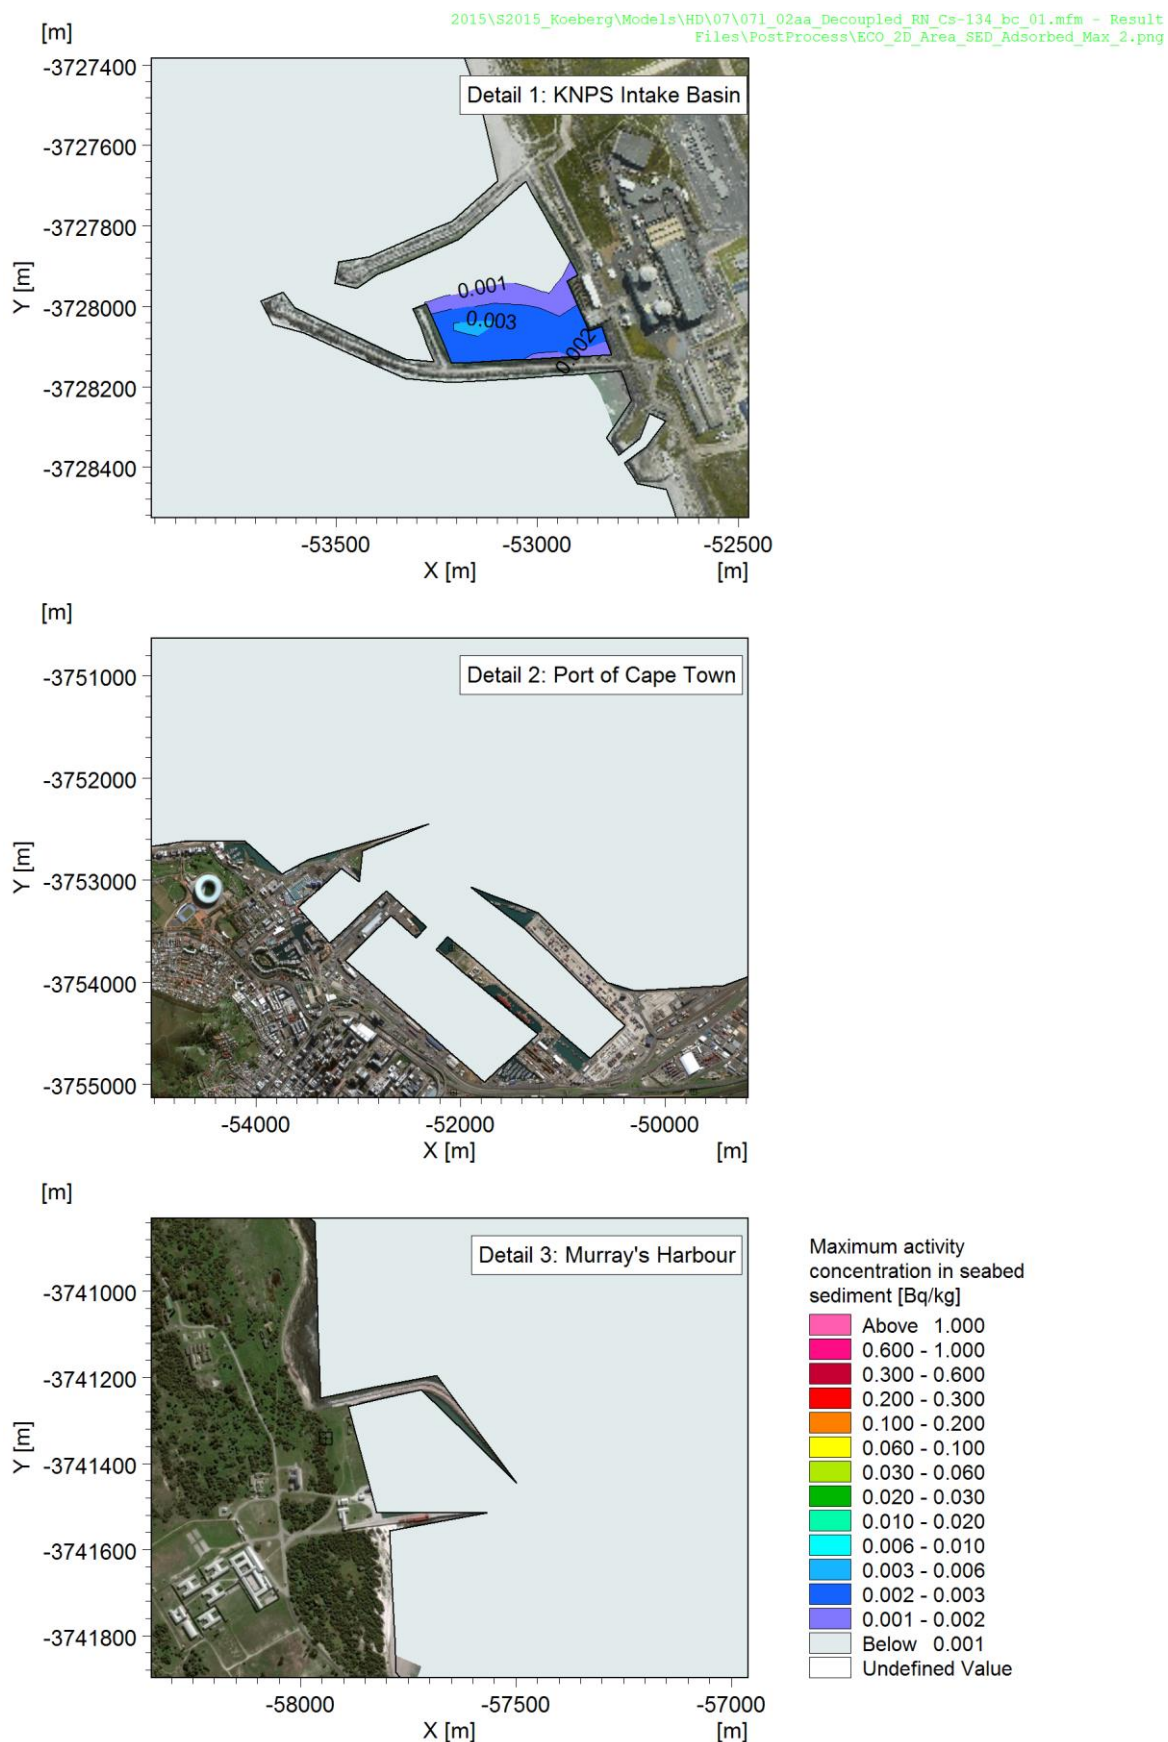 2015\S2015_Koeberg\Models\HD\07\07l_02aa_Decoupled_RN_Cs-134_bc_01.mfm - Result
Files\PostProcess\ECO_2D_Area_SED_Adsorbed_Max_2.png
[m]
Detail 1: KNPS Intake Basin
-3727400
-3727600
-3727800
-3728000
-3728200
-3728400
Y [m]
0.001
0.003
0.002
-53500
-53000
-52500
X [m]
[m]
[m]
Detail 2: Port of Cape Town
-3751000
-3752000
-3753000
-3754000
-3755000
Y [m]
-54000
-52000
-50000
X [m]
[m]
[m]
Detail 3: Murray's Harbour
-3741000
-3741200
-3741400
-3741600
-3741800
Y [m]
-58000
-57500
-57000
X [m]
[m]
Maximum activity
concentration in seabed
sediment [Bq/kg]
Above 1.000
0.600 - 1.000
0.300 - 0.600
0.200 - 0.300
0.100 - 0.200
0.060 - 0.100
0.030 - 0.060
0.020 - 0.030
0.010 - 0.020
0.006 - 0.010
0.003 - 0.006
0.002 - 0.003
0.001 - 0.002
Below 0.001
Undefined Value